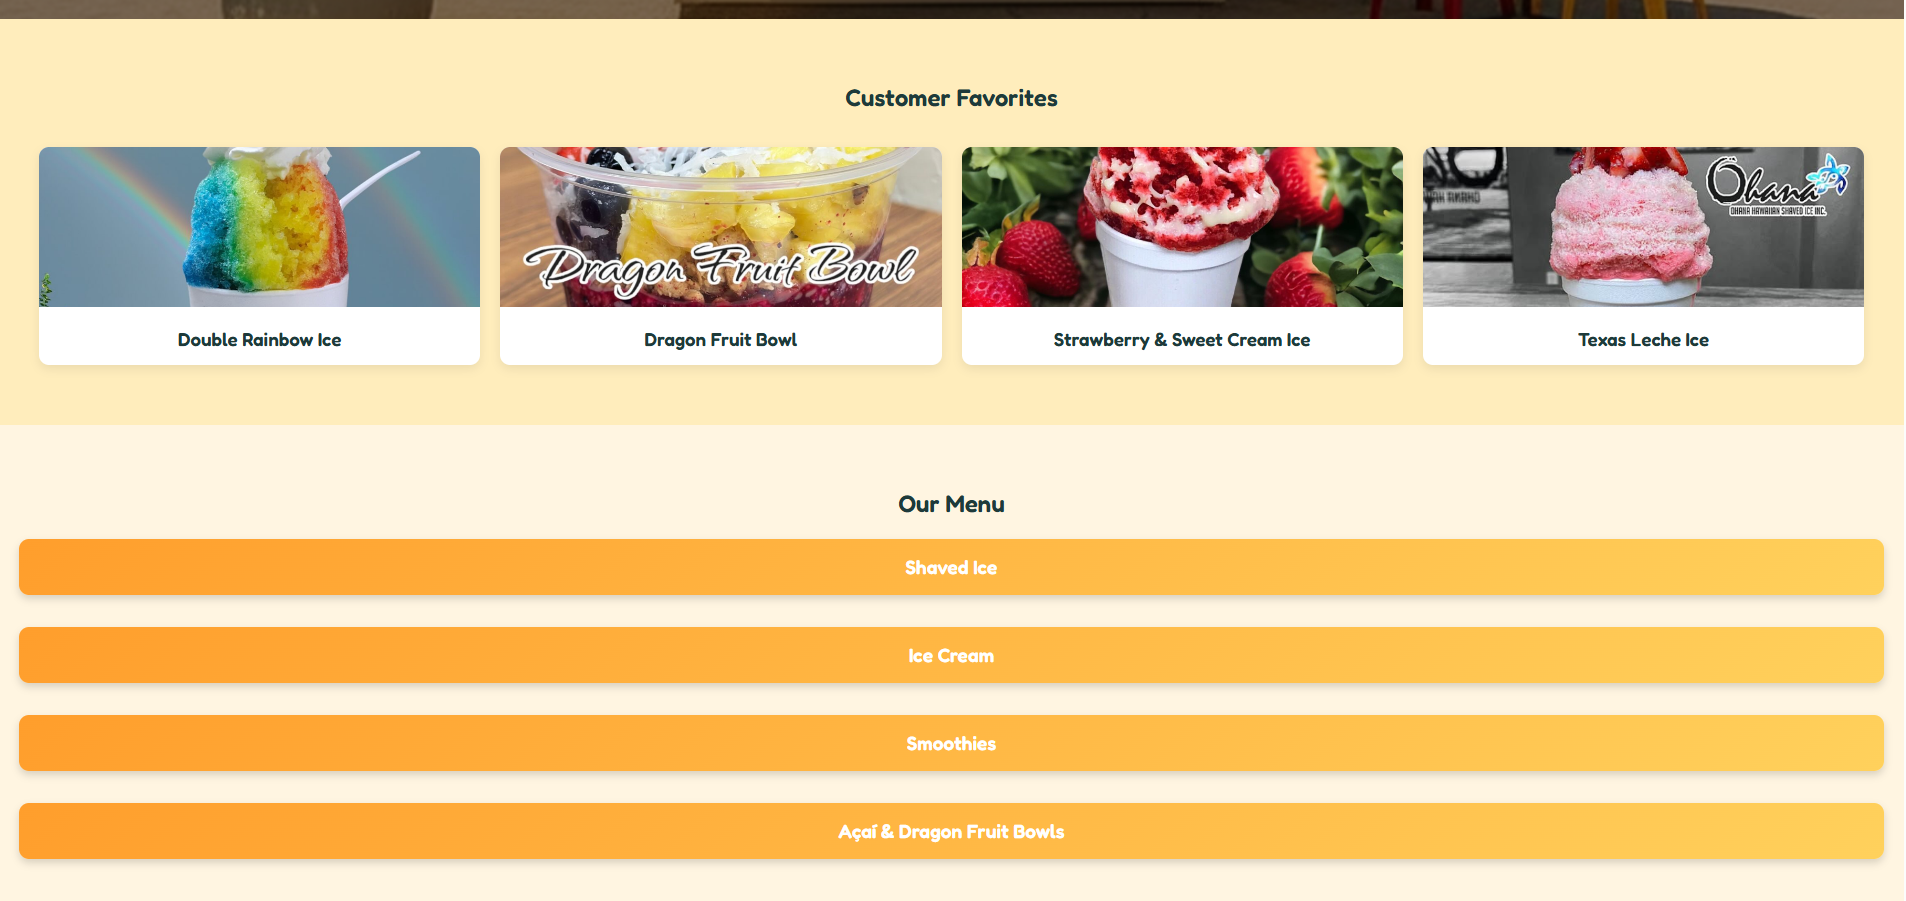 Customer Favorites
Dragon Fruit Bowl
Ohana
OHANA HAWAIIAN SHAVED ICE INC.
Double Rainbow Ice
Dragon Fruit Bowl
Strawberry & Sweet Cream Ice
Texas Leche Ice
Our Menu
Shaved Ice
Ice Cream
Smoothies
Açaí & Dragon Fruit Bowls